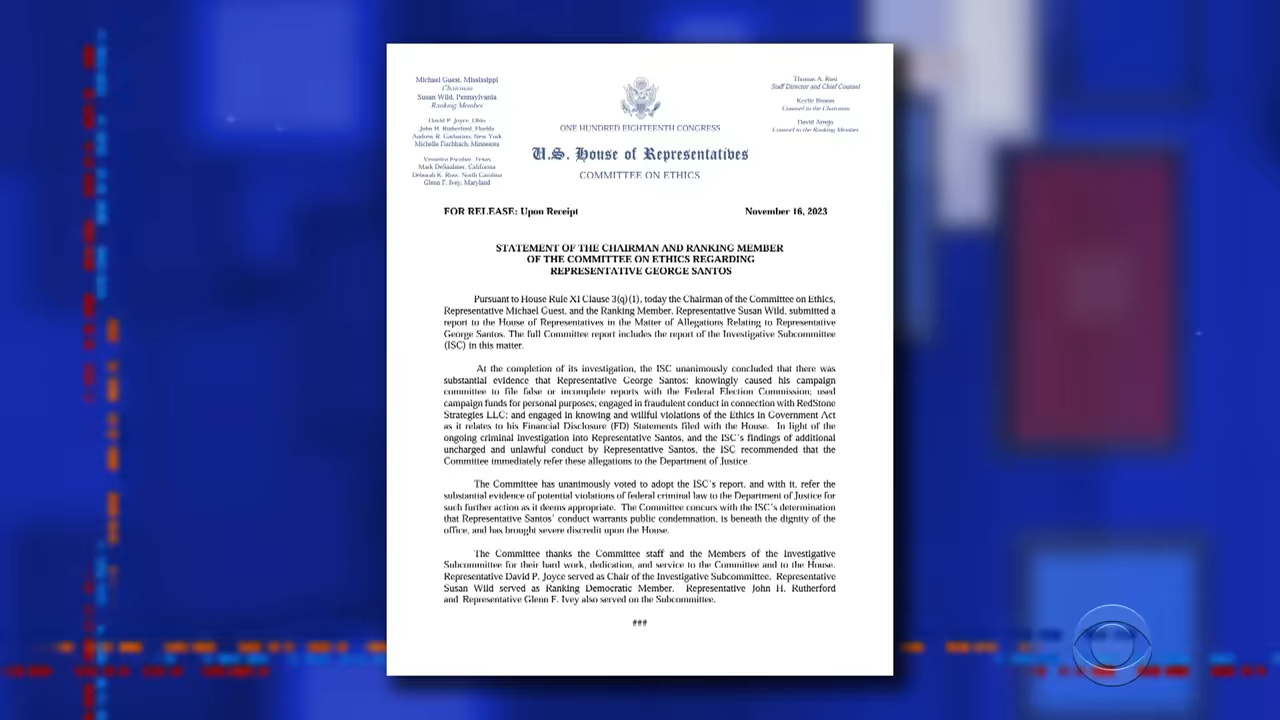 Michael Guest, Mississippi
Chairman
Susan Wild, Pennsylvania
Ranking Member
David P. Joyce, Ohio
John H. Rutherford, Florida
Andrew R. Garbarino, New York
Michelle Fischbach, Minnesota
Veronica Escobar, Texas
Mark DeSaulnier, California
Deborah K. Ross, North Carolina
Glenn F. Ivey, Maryland
ONE HUNDRED EIGHTEENTH CONGRESS
U.S. House of Representatives
COMMITTEE ON ETHICS
Thomas A. Rust
Staff Director and Chief Counsel
Keelie Broom
Counsel to the Chairman
David Arrojo
Counsel to the Ranking Member
FOR RELEASE: Upon Receipt November 16, 2023
STATEMENT OF THE CHAIRMAN AND RANKING MEMBER
OF THE COMMITTEE ON ETHICS REGARDING
REPRESENTATIVE GEORGE SANTOS
Pursuant to House Rule XI Clause 3(q)(1), today the Chairman of the Committee on Ethics,
Representative Michael Guest, and the Ranking Member, Representative Susan Wild, submitted a
report to the House of Representatives in the Matter of Allegations Relating to Representative
George Santos. The full Committee report includes the report of the Investigative Subcommittee
(ISC) in this matter.
At the completion of its investigation, the ISC unanimously concluded that there was
substantial evidence that Representative George Santos: knowingly caused his campaign
committee to file false or incomplete reports with the Federal Election Commission; used
campaign funds for personal purposes; engaged in fraudulent conduct in connection with RedStone
Strategies LLC; and engaged in knowing and willful violations of the Ethics in Government Act
as it relates to his Financial Disclosure (FD) Statements filed with the House. In light of the
ongoing criminal investigation into Representative Santos, and the ISC's findings of additional
uncharged and unlawful conduct by Representative Santos, the ISC recommended that the
Committee immediately refer these allegations to the Department of Justice.
The Committee has unanimously voted to adopt the ISC's report, and with it, refer the
substantial evidence of potential violations of federal criminal law to the Department of Justice for
such further action as it deems appropriate. The Committee concurs with the ISC's determination
that Representative Santos' conduct warrants public condemnation, is beneath the dignity of the
office, and has brought severe discredit upon the House.
The Committee thanks the Committee staff and the Members of the Investigative
Subcommittee for their hard work, dedication, and service to the Committee and to the House.
Representative David P. Joyce served as Chair of the Investigative Subcommittee. Representative
Susan Wild served as Ranking Democratic Member. Representative John H. Rutherford
and Representative Glenn F. Ivey also served on the Subcommittee.
###